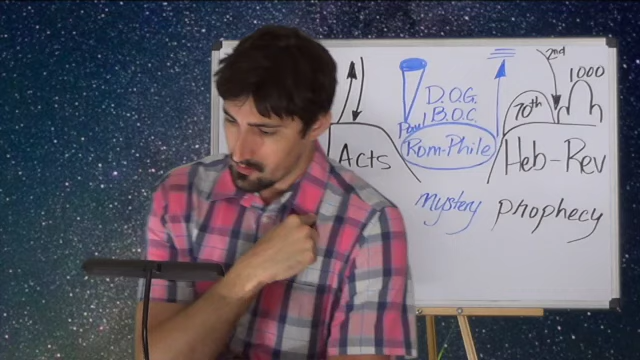 2nd
1000
D.O.G.
B.O.C.
70th
Paul
Acts
Rom-Phile
Heb-Rev
mystery
prophecy